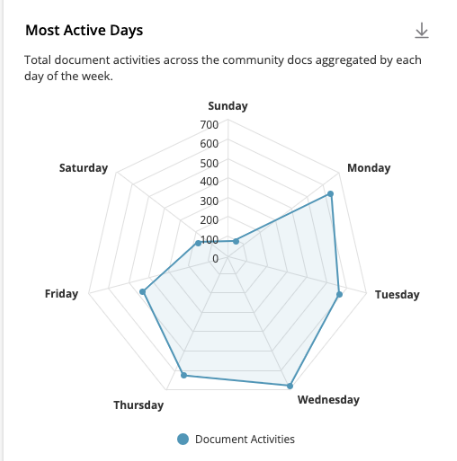 Most Active Days
Total document activities across the community docs aggregated by each
day of the week.
Sunday
700
600
500
400
300
200
100
0
Saturday
Monday
Friday
Tuesday
Thursday
Wednesday
Document Activities